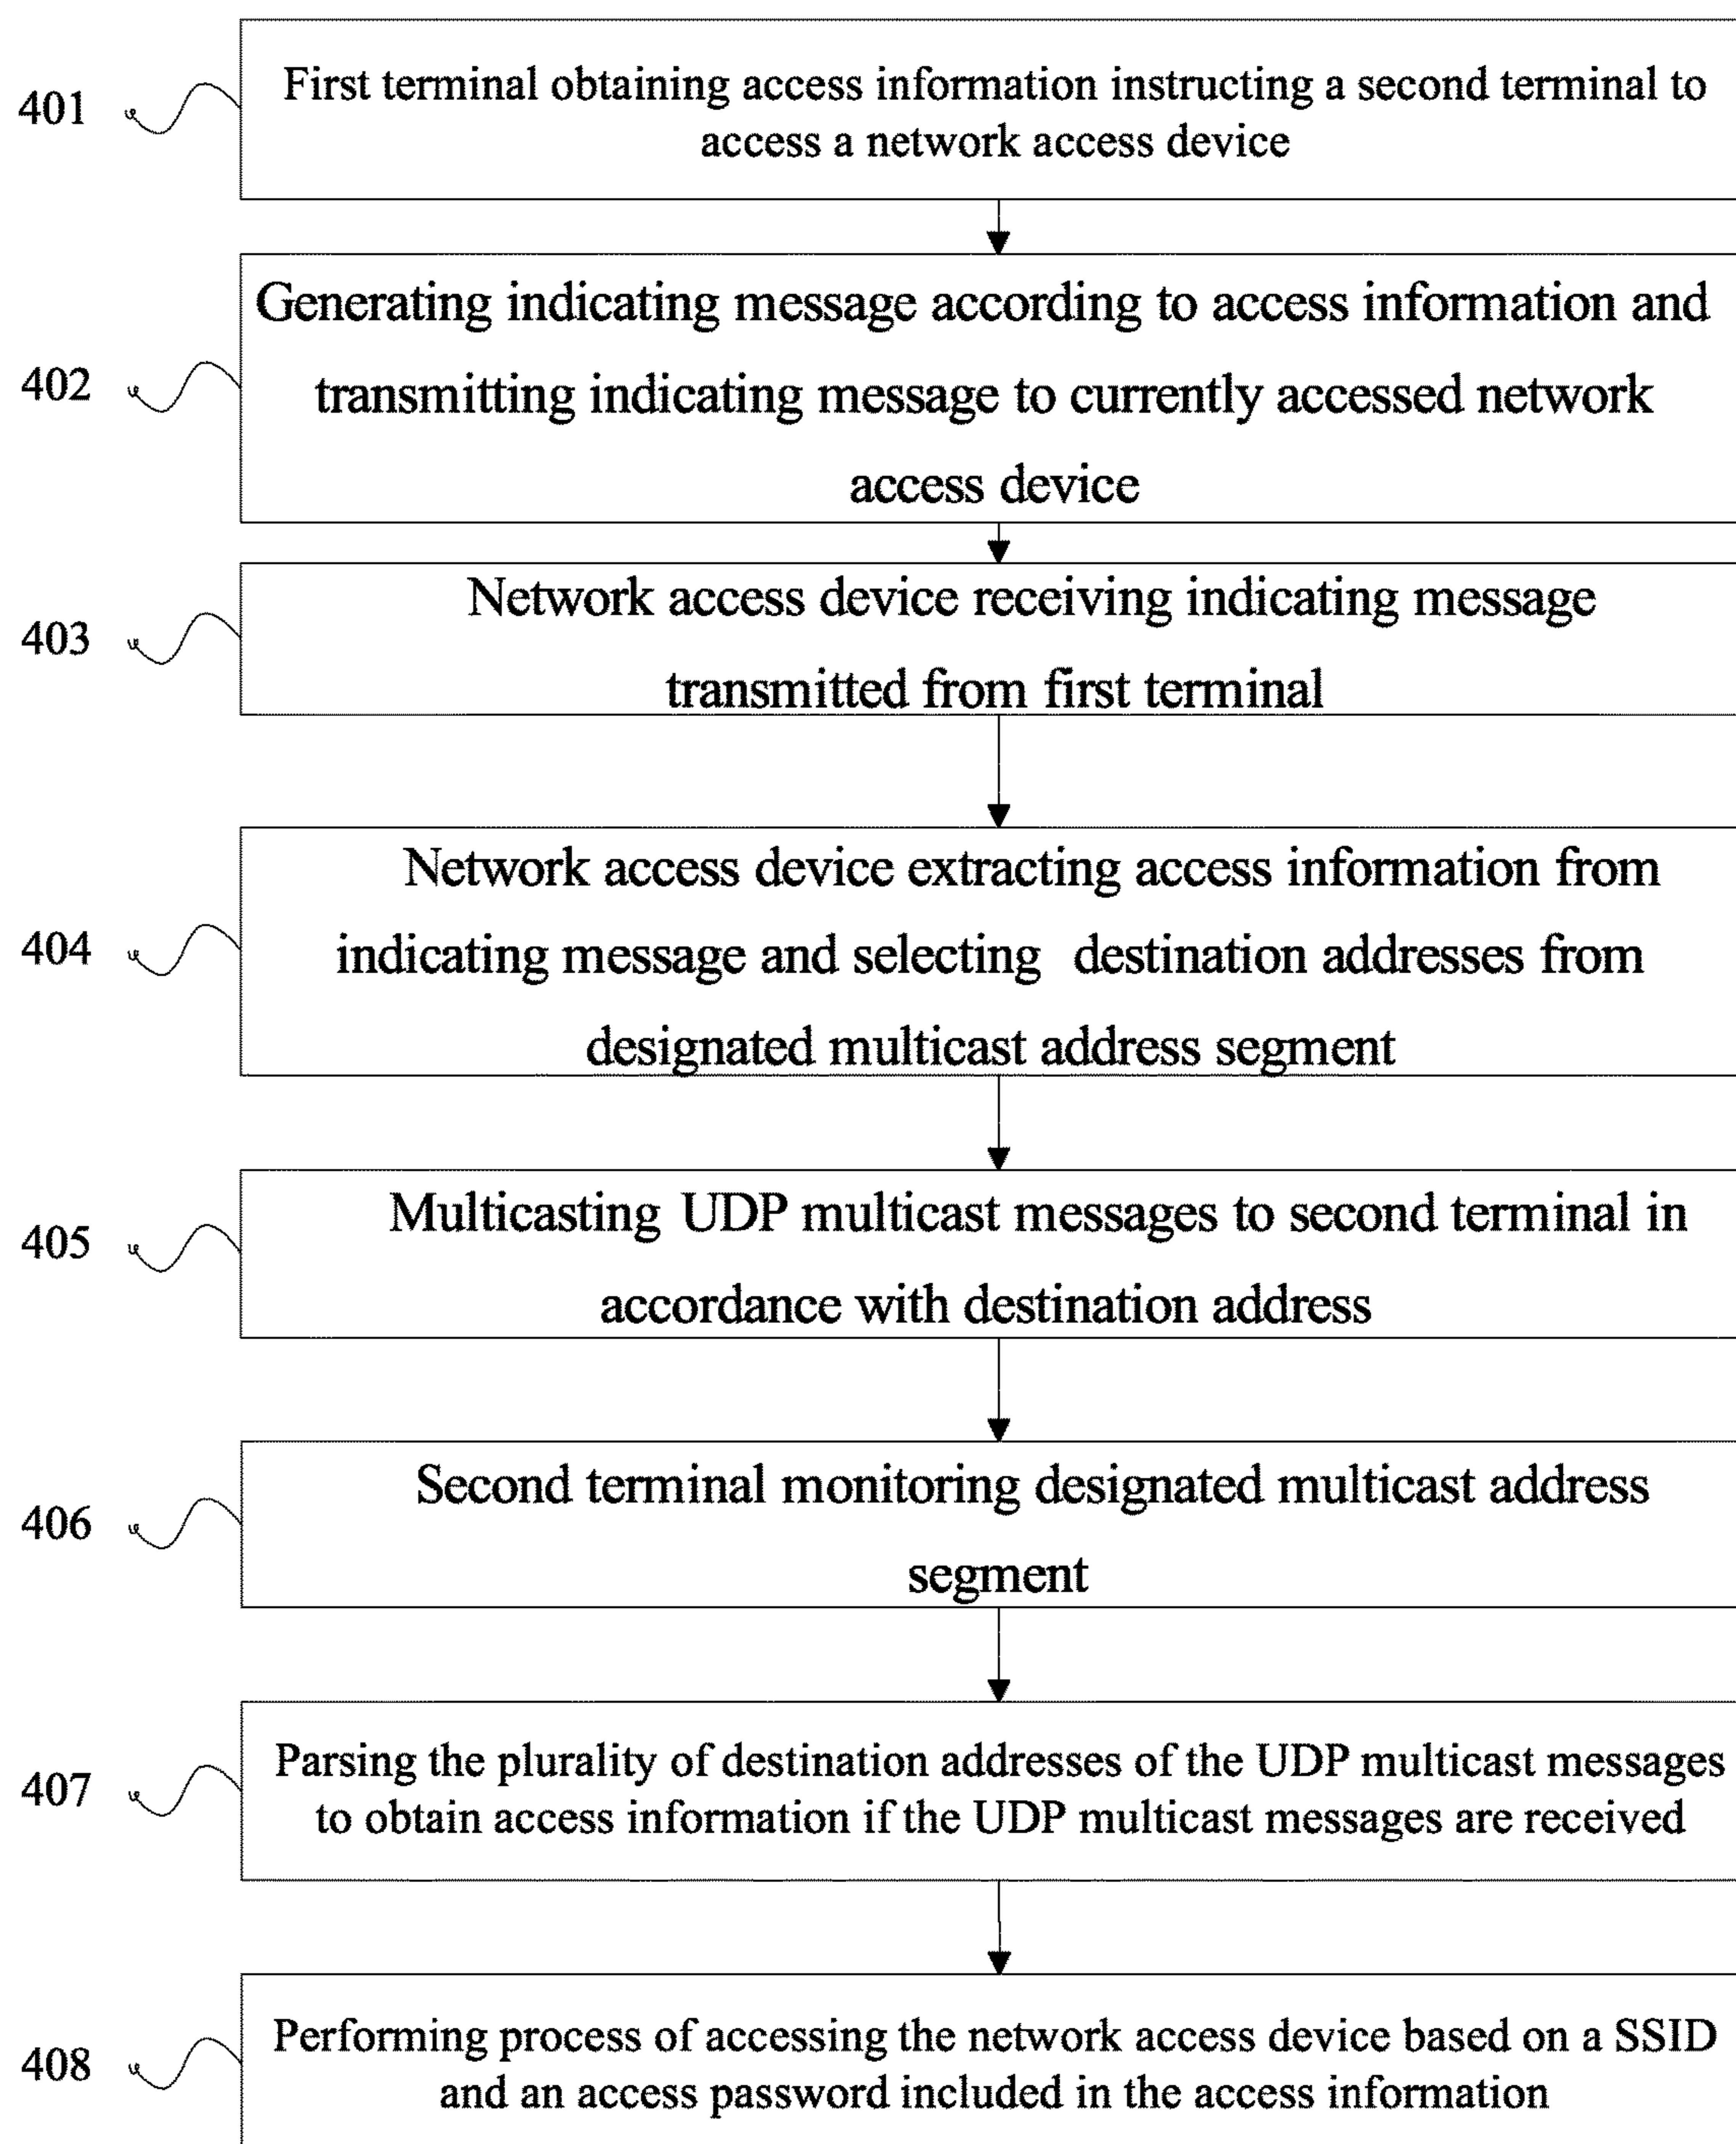 401
First terminal obtaining access information instructing a second terminal to
access a network access device
402
Generating indicating message according to access information and
transmitting indicating message to currently accessed network
access device
403
Network access device receiving indicating message
transmitted from first terminal
404
Network access device extracting access information from
indicating message and selecting destination addresses from
designated multicast address segment
405
Multicasting UDP multicast messages to second terminal in
accordance with destination address
406
Second terminal monitoring designated multicast address
segment
407
Parsing the plurality of destination addresses of the UDP multicast messages
to obtain access information if the UDP multicast messages are received
408
Performing process of accessing the network access device based on a SSID
and an access password included in the access information